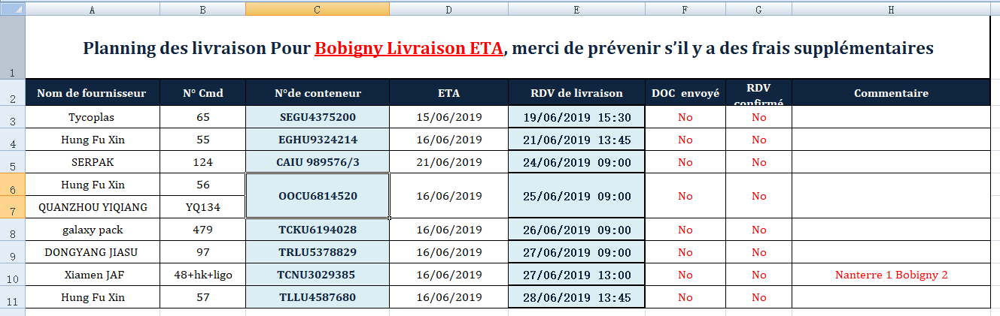 A B C D E F G H
1 Planning des livraison Pour Bobigny Livraison ETA, merci de prévenir s’il y a des frais supplémentaires
2 Nom de fournisseur N° Cmd N°de conteneur ETA RDV de livraison DOC envoyé RDV confirmé Commentaire
3 Tycoplas 65 SEGU4375200 15/06/2019 19/06/2019 15:30 No No
4 Hung Fu Xin 55 EGHU9324214 16/06/2019 21/06/2019 13:45 No No
5 SERPAK 124 CAIU 989576/3 21/06/2019 24/06/2019 09:00 No No
6 Hung Fu Xin 56 OOCU6814520 16/06/2019 25/06/2019 09:00 No No
7 QUANZHOU YIQIANG YQ134
8 galaxy pack 479 TCKU6194028 16/06/2019 26/06/2019 09:00 No No
9 DONGYANG JIASU 97 TRLU5378829 16/06/2019 27/06/2019 09:00 No No
10 Xiamen JAF 48+hk+ligo TCNU3029385 16/06/2019 27/06/2019 13:00 No No Nanterre 1 Bobigny 2
11 Hung Fu Xin 57 TLLU4587680 16/06/2019 28/06/2019 13:45 No No